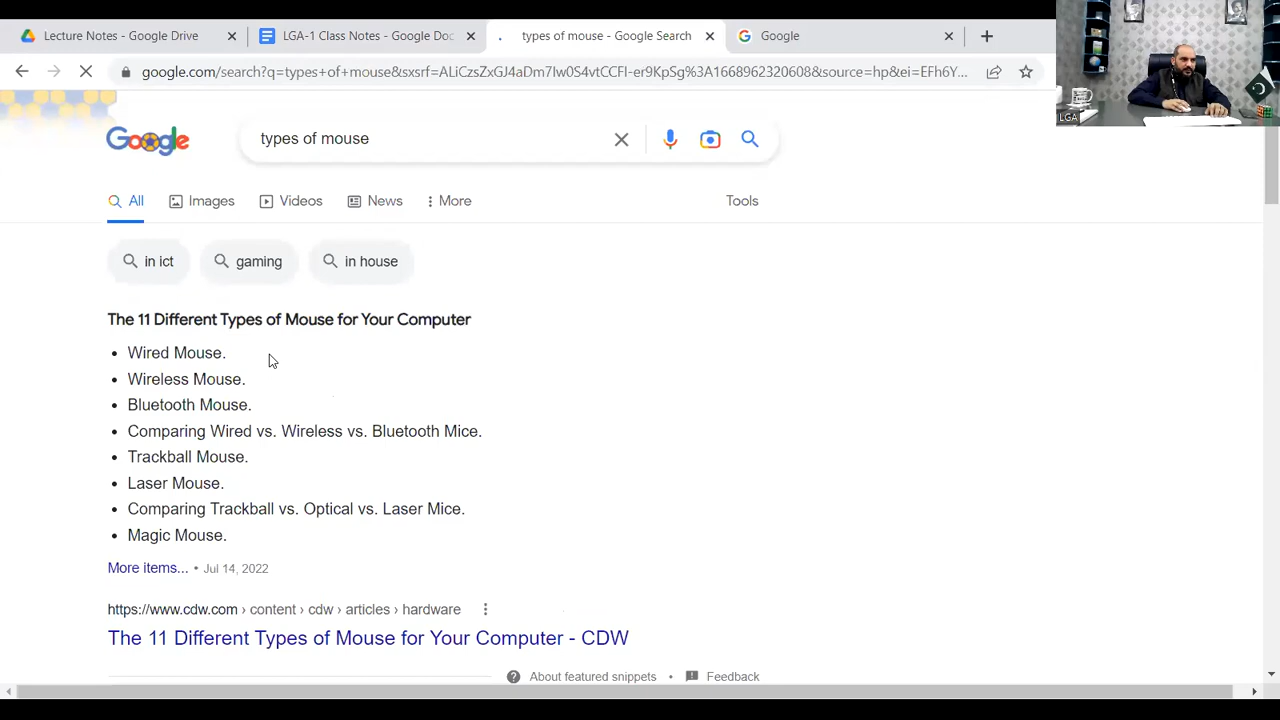 Lecture Notes - Google Drive
LGA-1 Class Notes - Google Doc
types of mouse - Google Search
Google
google.com/search?q=types+of+mouse&sxsrf=ALiCzsZUJ4aDm7Iw0S4vtCCFI-er9KpSg%3A1668962320608&source=hp&ei=EFh6Y...
LGA
Google
types of mouse
All
Images
Videos
News
More
Tools
in ict
gaming
in house
The 11 Different Types of Mouse for Your Computer
• Wired Mouse.
• Wireless Mouse.
• Bluetooth Mouse.
• Comparing Wired vs. Wireless vs. Bluetooth Mice.
• Trackball Mouse.
• Laser Mouse.
• Comparing Trackball vs. Optical vs. Laser Mice.
• Magic Mouse.
More items... • Jul 14, 2022
https://www.cdw.com › content › cdw › articles › hardware
The 11 Different Types of Mouse for Your Computer - CDW
About featured snippets • Feedback